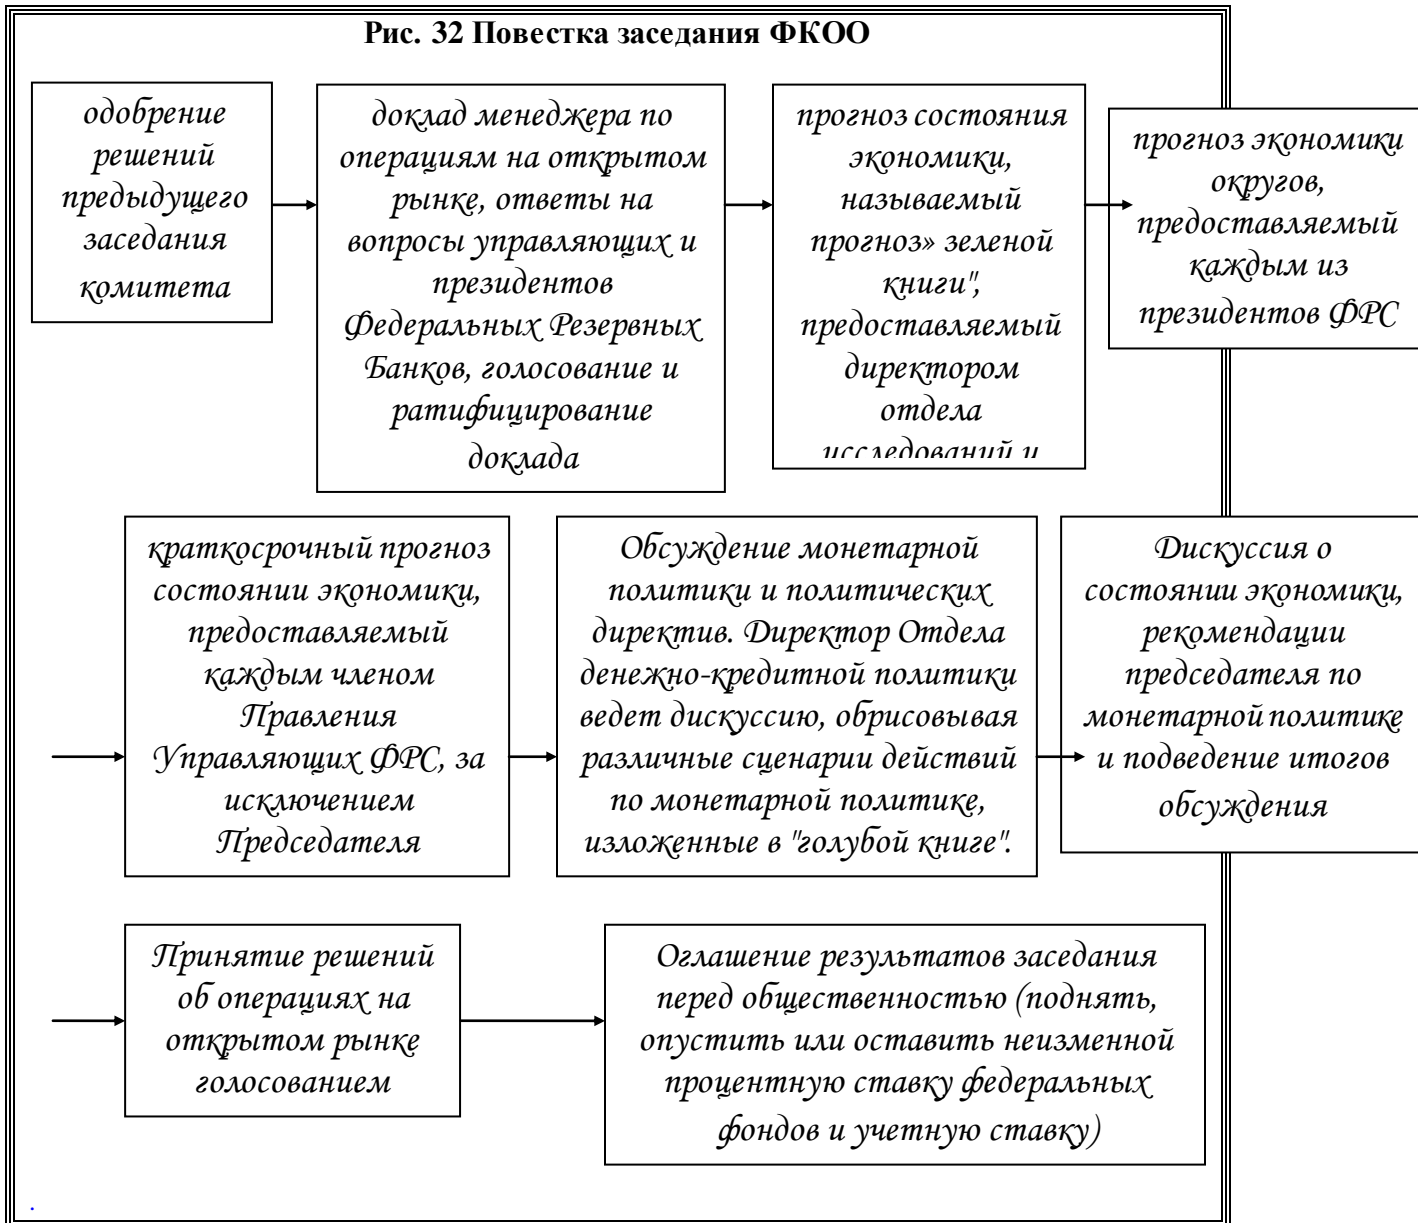 Рис. 32 Повестка заседания ФКОО
одобрение
решений
предыдущего
заседания
комитета
доклад менеджера по
операциям на открытом
рынке, ответы на
вопросы управляющих и
президентов
Федеральных Резервных
Банков, голосование и
ратифицирование
доклада
прогноз состояния
экономики,
называемый
прогноз» зеленой
книги",
предоставляемый
директором
отдела
исследований и
прогноз экономики
округов,
предоставляемый
каждым из
президентов ФРС
краткосрочный прогноз
состоянии экономики,
предоставляемый
каждым членом
Правления
Управляющих ФРС, за
исключением
Председателя
Обсуждение монетарной
политики и политических
директив. Директор Отдела
денежно-кредитной политики
ведет дискуссию, обрисовывая
различные сценарии действий
по монетарной политике,
изложенные в "голубой книге".
Дискуссия о
состоянии экономики,
рекомендации
председателя по
монетарной политике
и подведение итогов
обсуждения
Принятие решений
об операциях на
открытом рынке
голосованием
Оглашение результатов заседания
перед общественностью (поднять,
опустить или оставить неизменной
процентную ставку федеральных
фондов и учетную ставку)
.